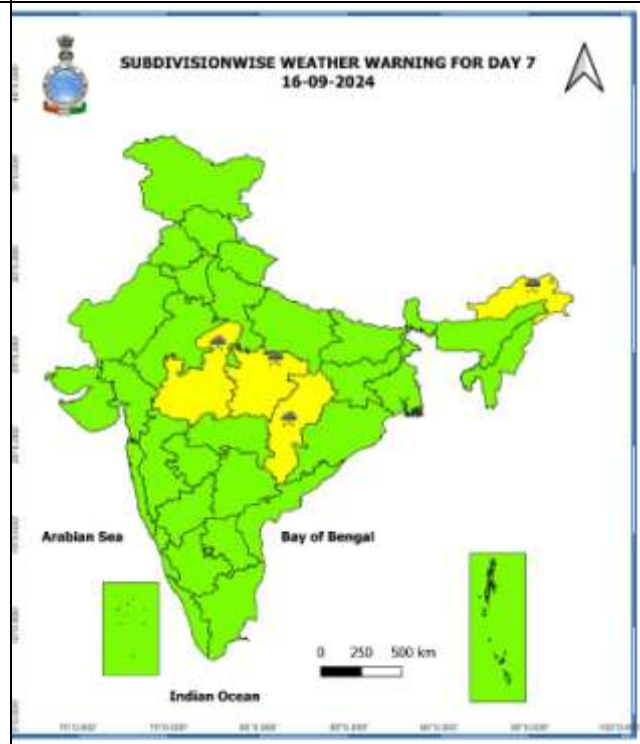 SUBDIVISIONWISE WEATHER WARNING FOR DAY 7
16-09-2024
Arabian Sea
Bay of Bengal
0 250 500 km
Indian Ocean